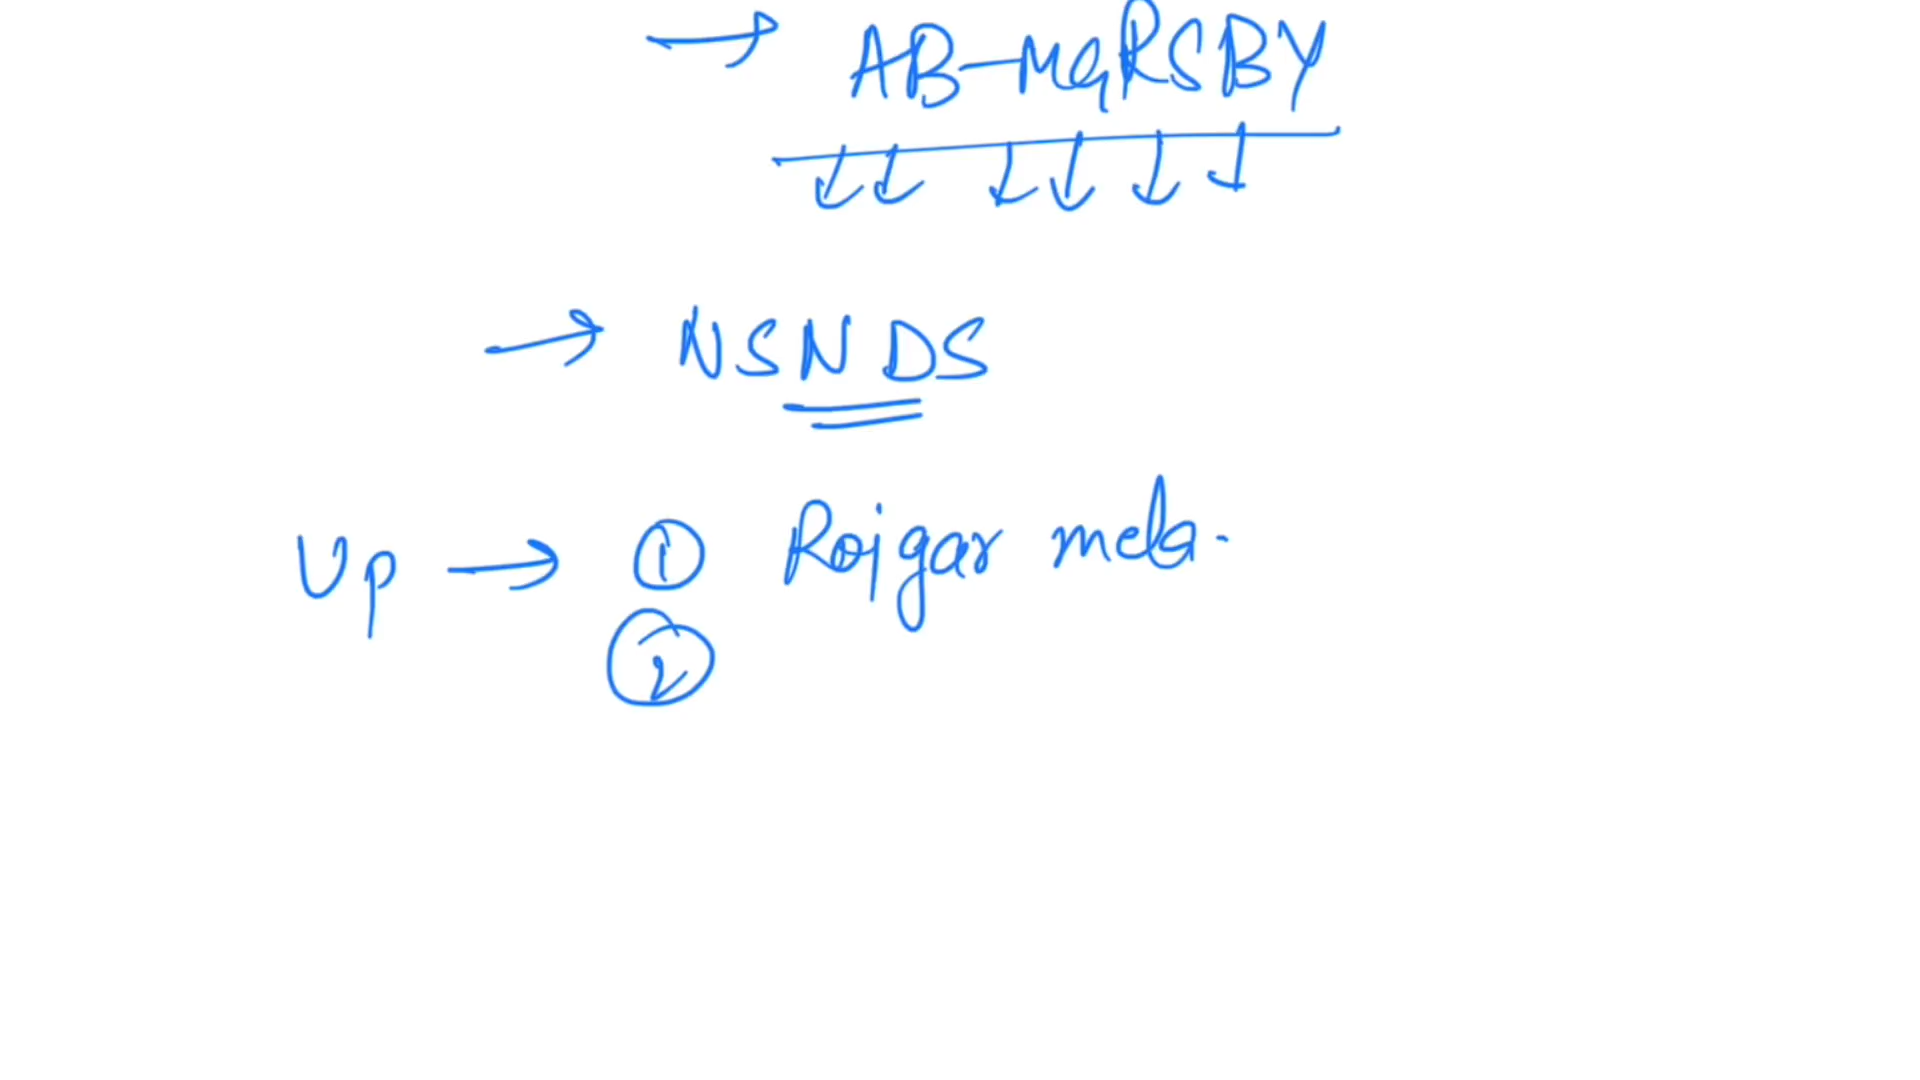 → AB-MGRSBY
→ NSNDS
UP → ① Rojgar mela.
②